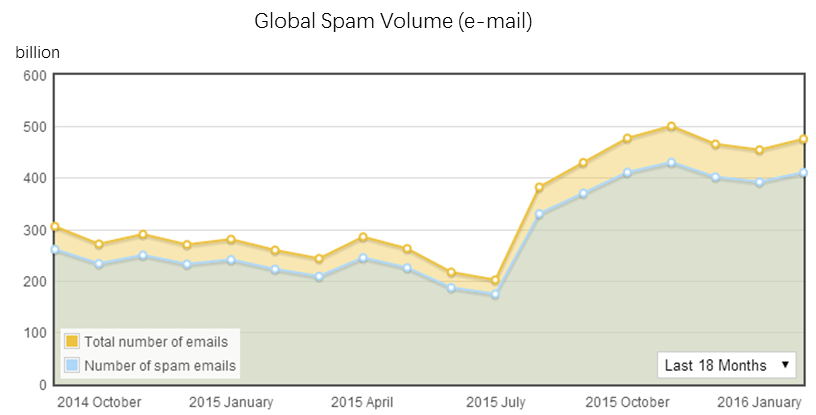 Global Spam Volume (e-mail)
billion
600
500
400
300
200
100
0
Total number of emails
Number of spam emails
Last 18 Months ▼
2014 October 2015 January 2015 April 2015 July 2015 October 2016 January